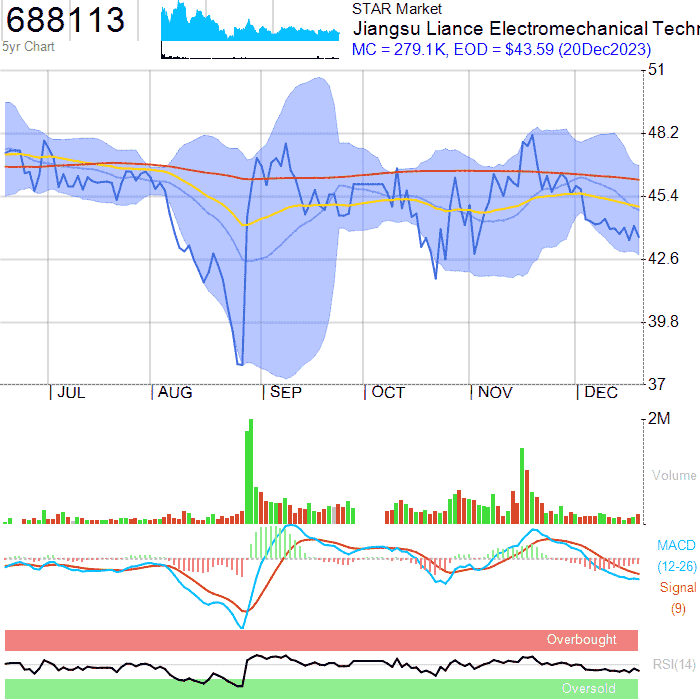 688113
5yr Chart
STAR Market
Jiangsu Liance Electromechanical Techn
MC = 279.1K, EOD = $43.59 (20Dec2023)
51
48.2
45.4
42.6
39.8
37
JUL AUG SEP OCT NOV DEC
2M
Volume
MACD
(12-26)
Signal
(9)
Overbought
RSI(14)
Oversold